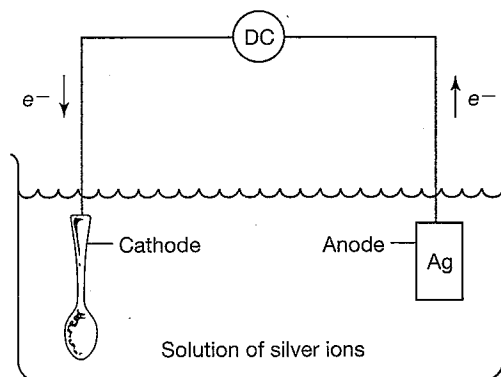 DC
e−
e−
Cathode
Anode
Ag
Solution of silver ions